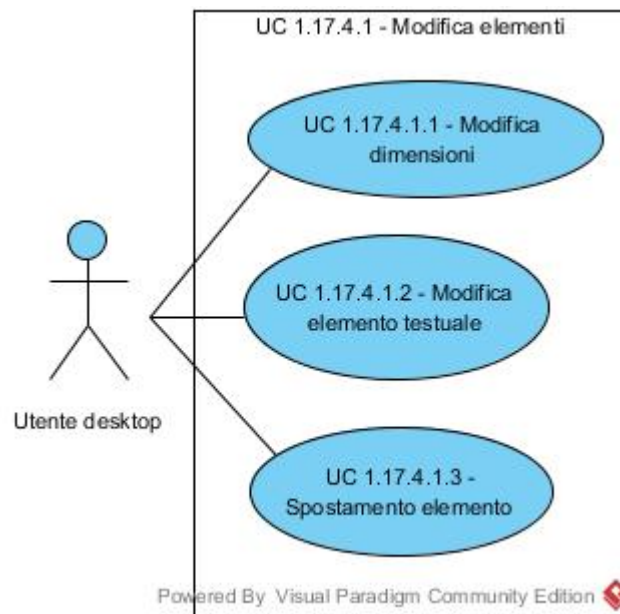 UC 1.17.4.1 - Modifica elementi
UC 1.17.4.1.1 - Modifica
dimensioni
UC 1.17.4.1.2 - Modifica
elemento testuale
Utente desktop
UC 1.17.4.1.3 -
Spostamento elemento
Powered By Visual Paradigm Community Edition